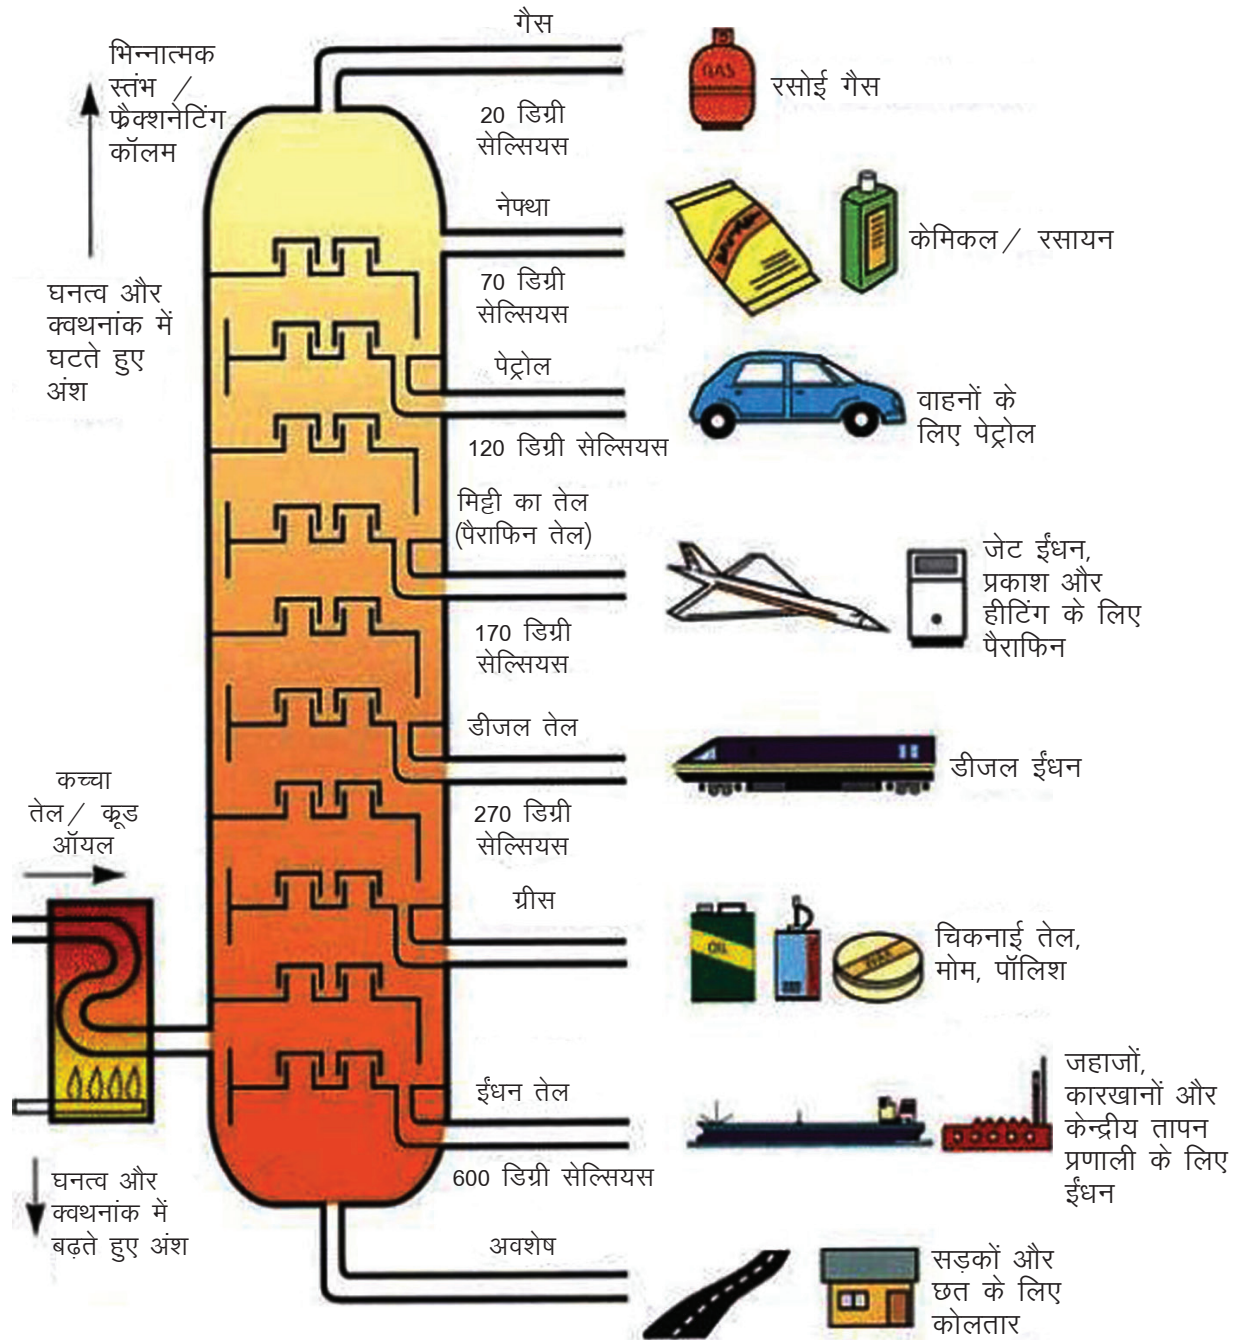 गैस
भिन्नात्मक
स्तंभ / 
फ्रैक्शनेटिंग
कॉलम
GAS
रसोई गैस
20 डिग्री
सेल्सियस
नेफ्था
केमिकल / रसायन
70 डिग्री
सेल्सियस
घनत्व और
क्वथनांक में
घटते हुए
अंश
पेट्रोल
वाहनों के
लिए पेट्रोल
120 डिग्री सेल्सियस
मिट्टी का तेल
(पैराफिन तेल)
जेट ईंधन,
प्रकाश और
हीटिंग के लिए
पैराफिन
170 डिग्री
सेल्सियस
डीजल तेल
डीजल ईंधन
कच्चा
तेल / क्रूड
ऑयल
270 डिग्री
सेल्सियस
ग्रीस
OIL
चिकनाई तेल,
मोम, पॉलिश
ईंधन तेल
जहाजों,
कारखानों और
केन्द्रीय तापन
प्रणाली के लिए
ईंधन
600 डिग्री सेल्सियस
घनत्व और
क्वथनांक में
बढ़ते हुए अंश
अवशेष
सड़कों और
छत के लिए
कोलतार